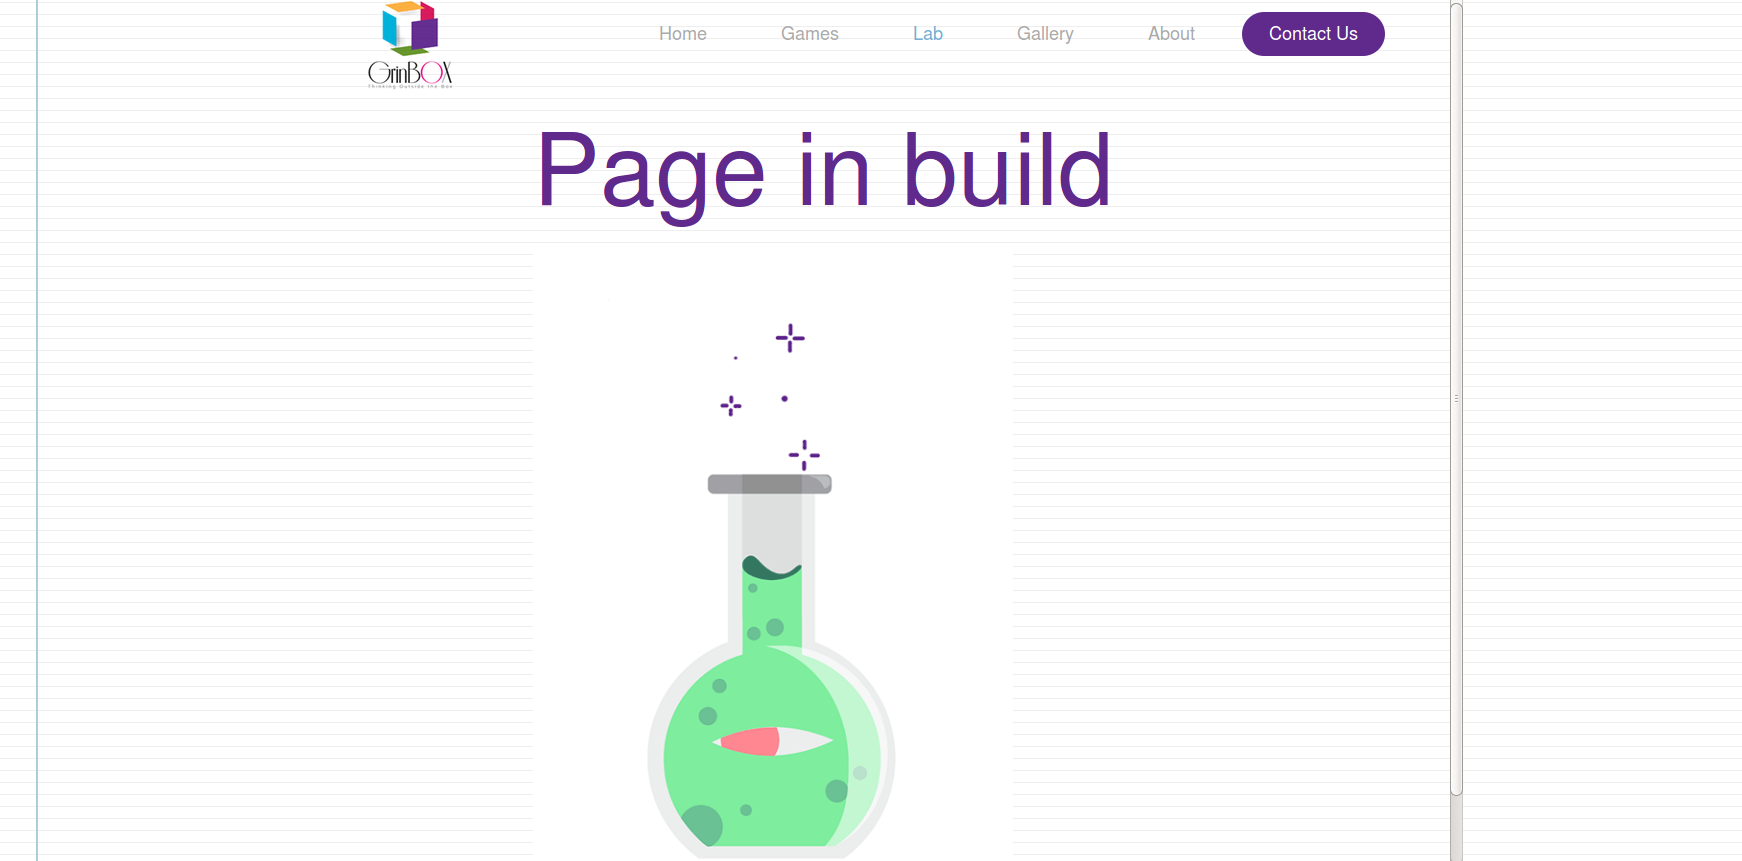 GrinBOX
Thinking Outside the Box
Home Games Lab Gallery About Contact Us
Page in build